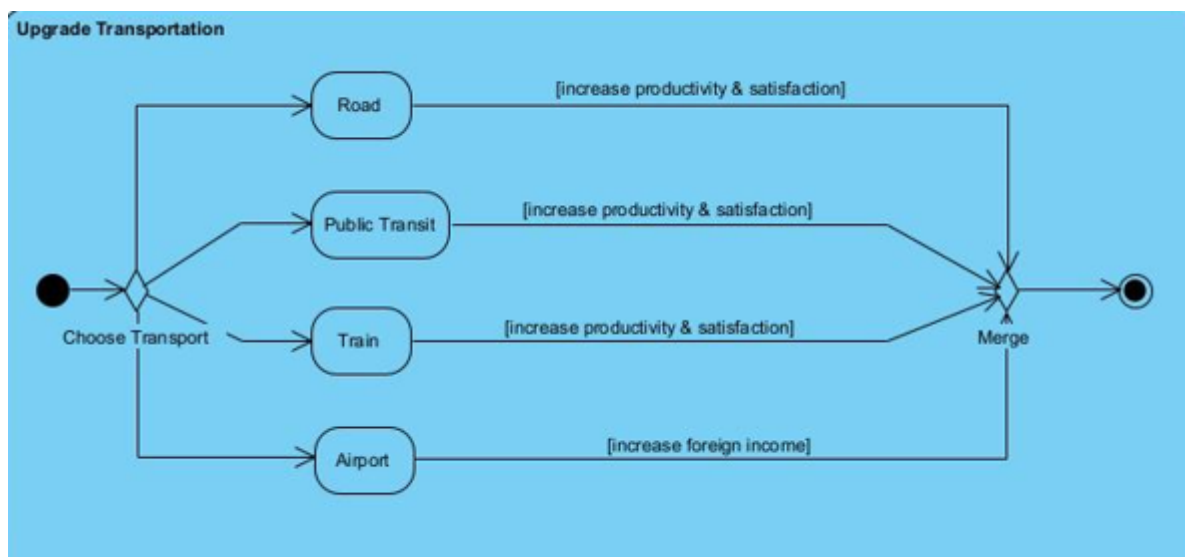 Upgrade Transportation
Road
[increase productivity & satisfaction]
Public Transit
[increase productivity & satisfaction]
Choose Transport
Train
[increase productivity & satisfaction]
Merge
Airport
[increase foreign income]